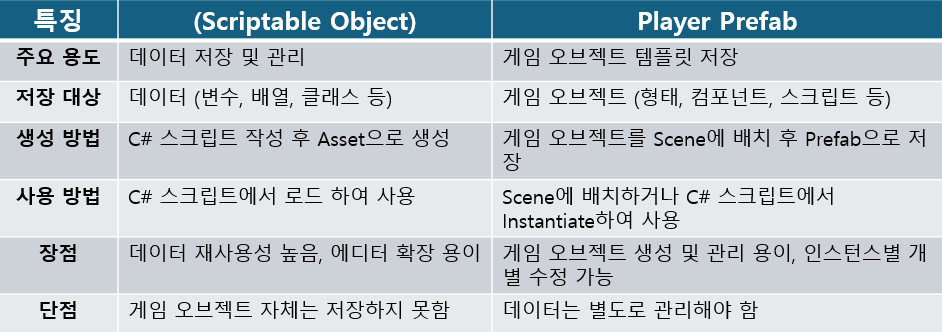 특징 (Scriptable Object) Player Prefab
주요 용도 데이터 저장 및 관리 게임 오브젝트 템플릿 저장
저장 대상 데이터 (변수, 배열, 클래스 등) 게임 오브젝트 (형태, 컴포넌트, 스크립트 등)
생성 방법 C# 스크립트 작성 후 Asset으로 생성 게임 오브젝트를 Scene에 배치 후 Prefab으로 저
장
사용 방법 C# 스크립트에서 로드 하여 사용 Scene에 배치하거나 C# 스크립트에서
Instantiate하여 사용
장점 데이터 재사용성 높음, 에디터 확장 용이 게임 오브젝트 생성 및 관리 용이, 인스턴스별 개
별 수정 가능
단점 게임 오브젝트 자체는 저장하지 못함 데이터는 별도로 관리해야 함